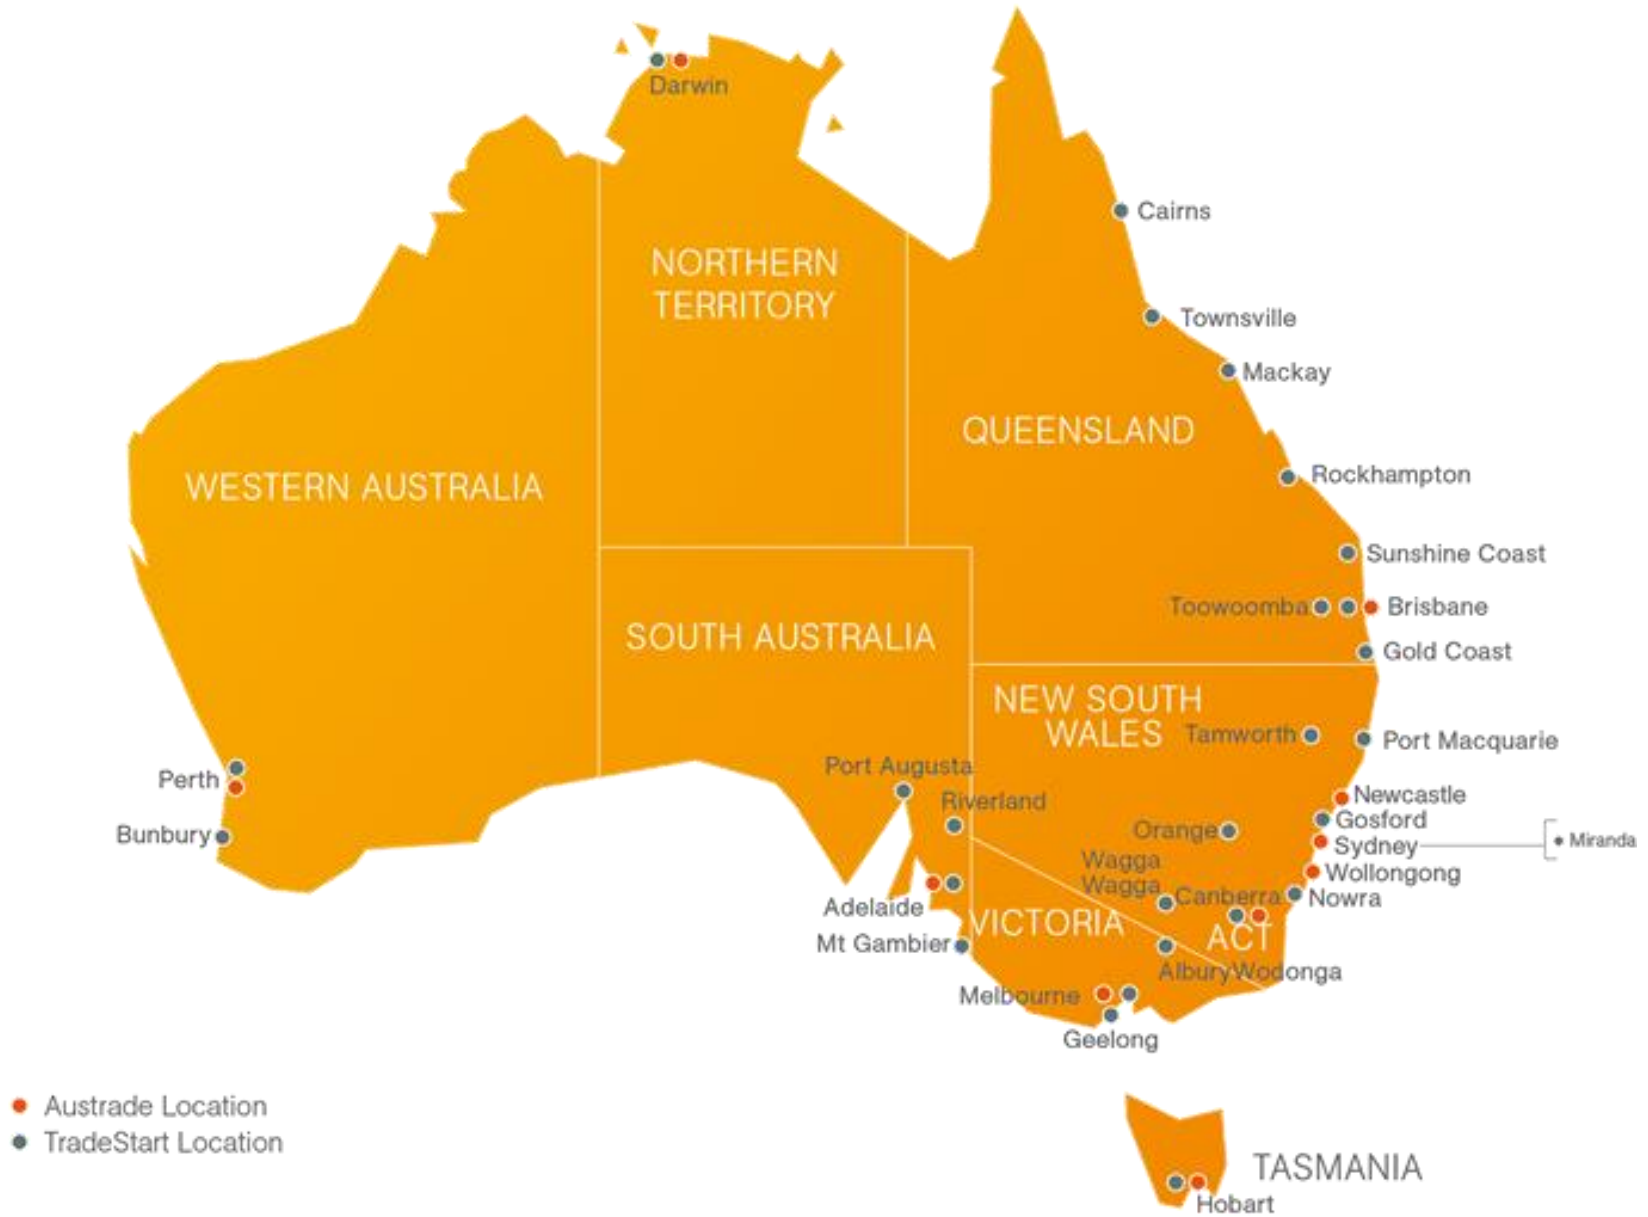 Darwin
Cairns
NORTHERN
TERRITORY
Townsville
Mackay
QUEENSLAND
Rockhampton
WESTERN AUSTRALIA
Sunshine Coast
Toowoomba
Brisbane
SOUTH AUSTRALIA
Gold Coast
NEW SOUTH
WALES
Tamworth
Port Macquarie
Port Augusta
Perth
Newcastle
Riverland
Gosford
Orange
Bunbury
Sydney
Miranda
Wagga
Wagga
Wollongong
Canberra
Nowra
Adelaide
VICTORIA
ACT
Mt Gambier
AlburyWodonga
Melbourne
Geelong
Austrade Location
TradeStart Location
TASMANIA
Hobart